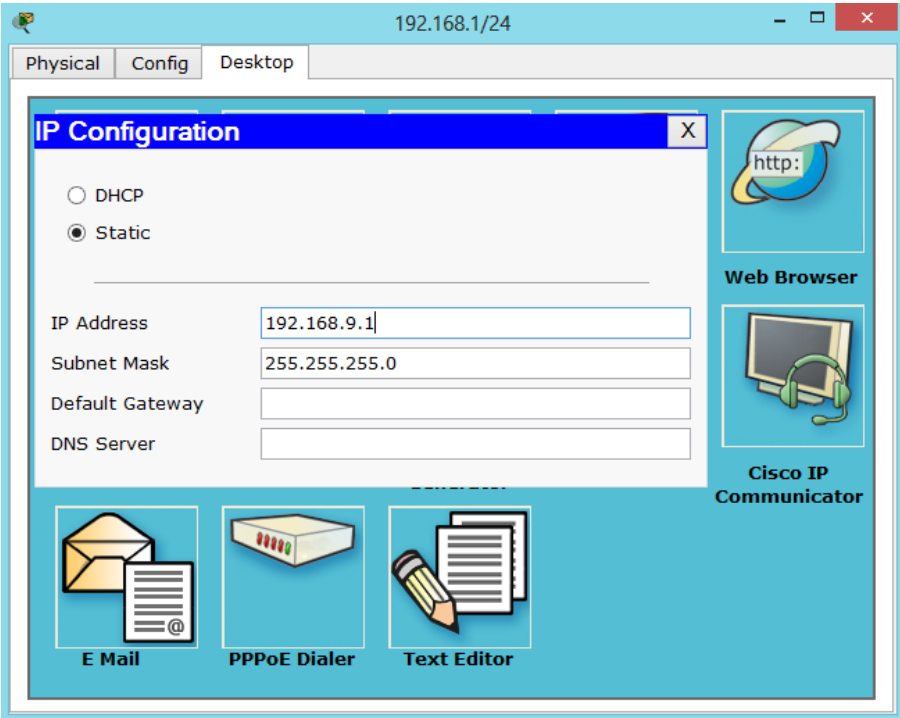 192.168.1/24
Physical Config Desktop
IP Configuration X
DHCP
Static
http:
Web Browser
IP Address 192.168.9.1
Subnet Mask 255.255.255.0
Default Gateway
DNS Server
Cisco IP
Communicator
@
E Mail PPPoE Dialer Text Editor